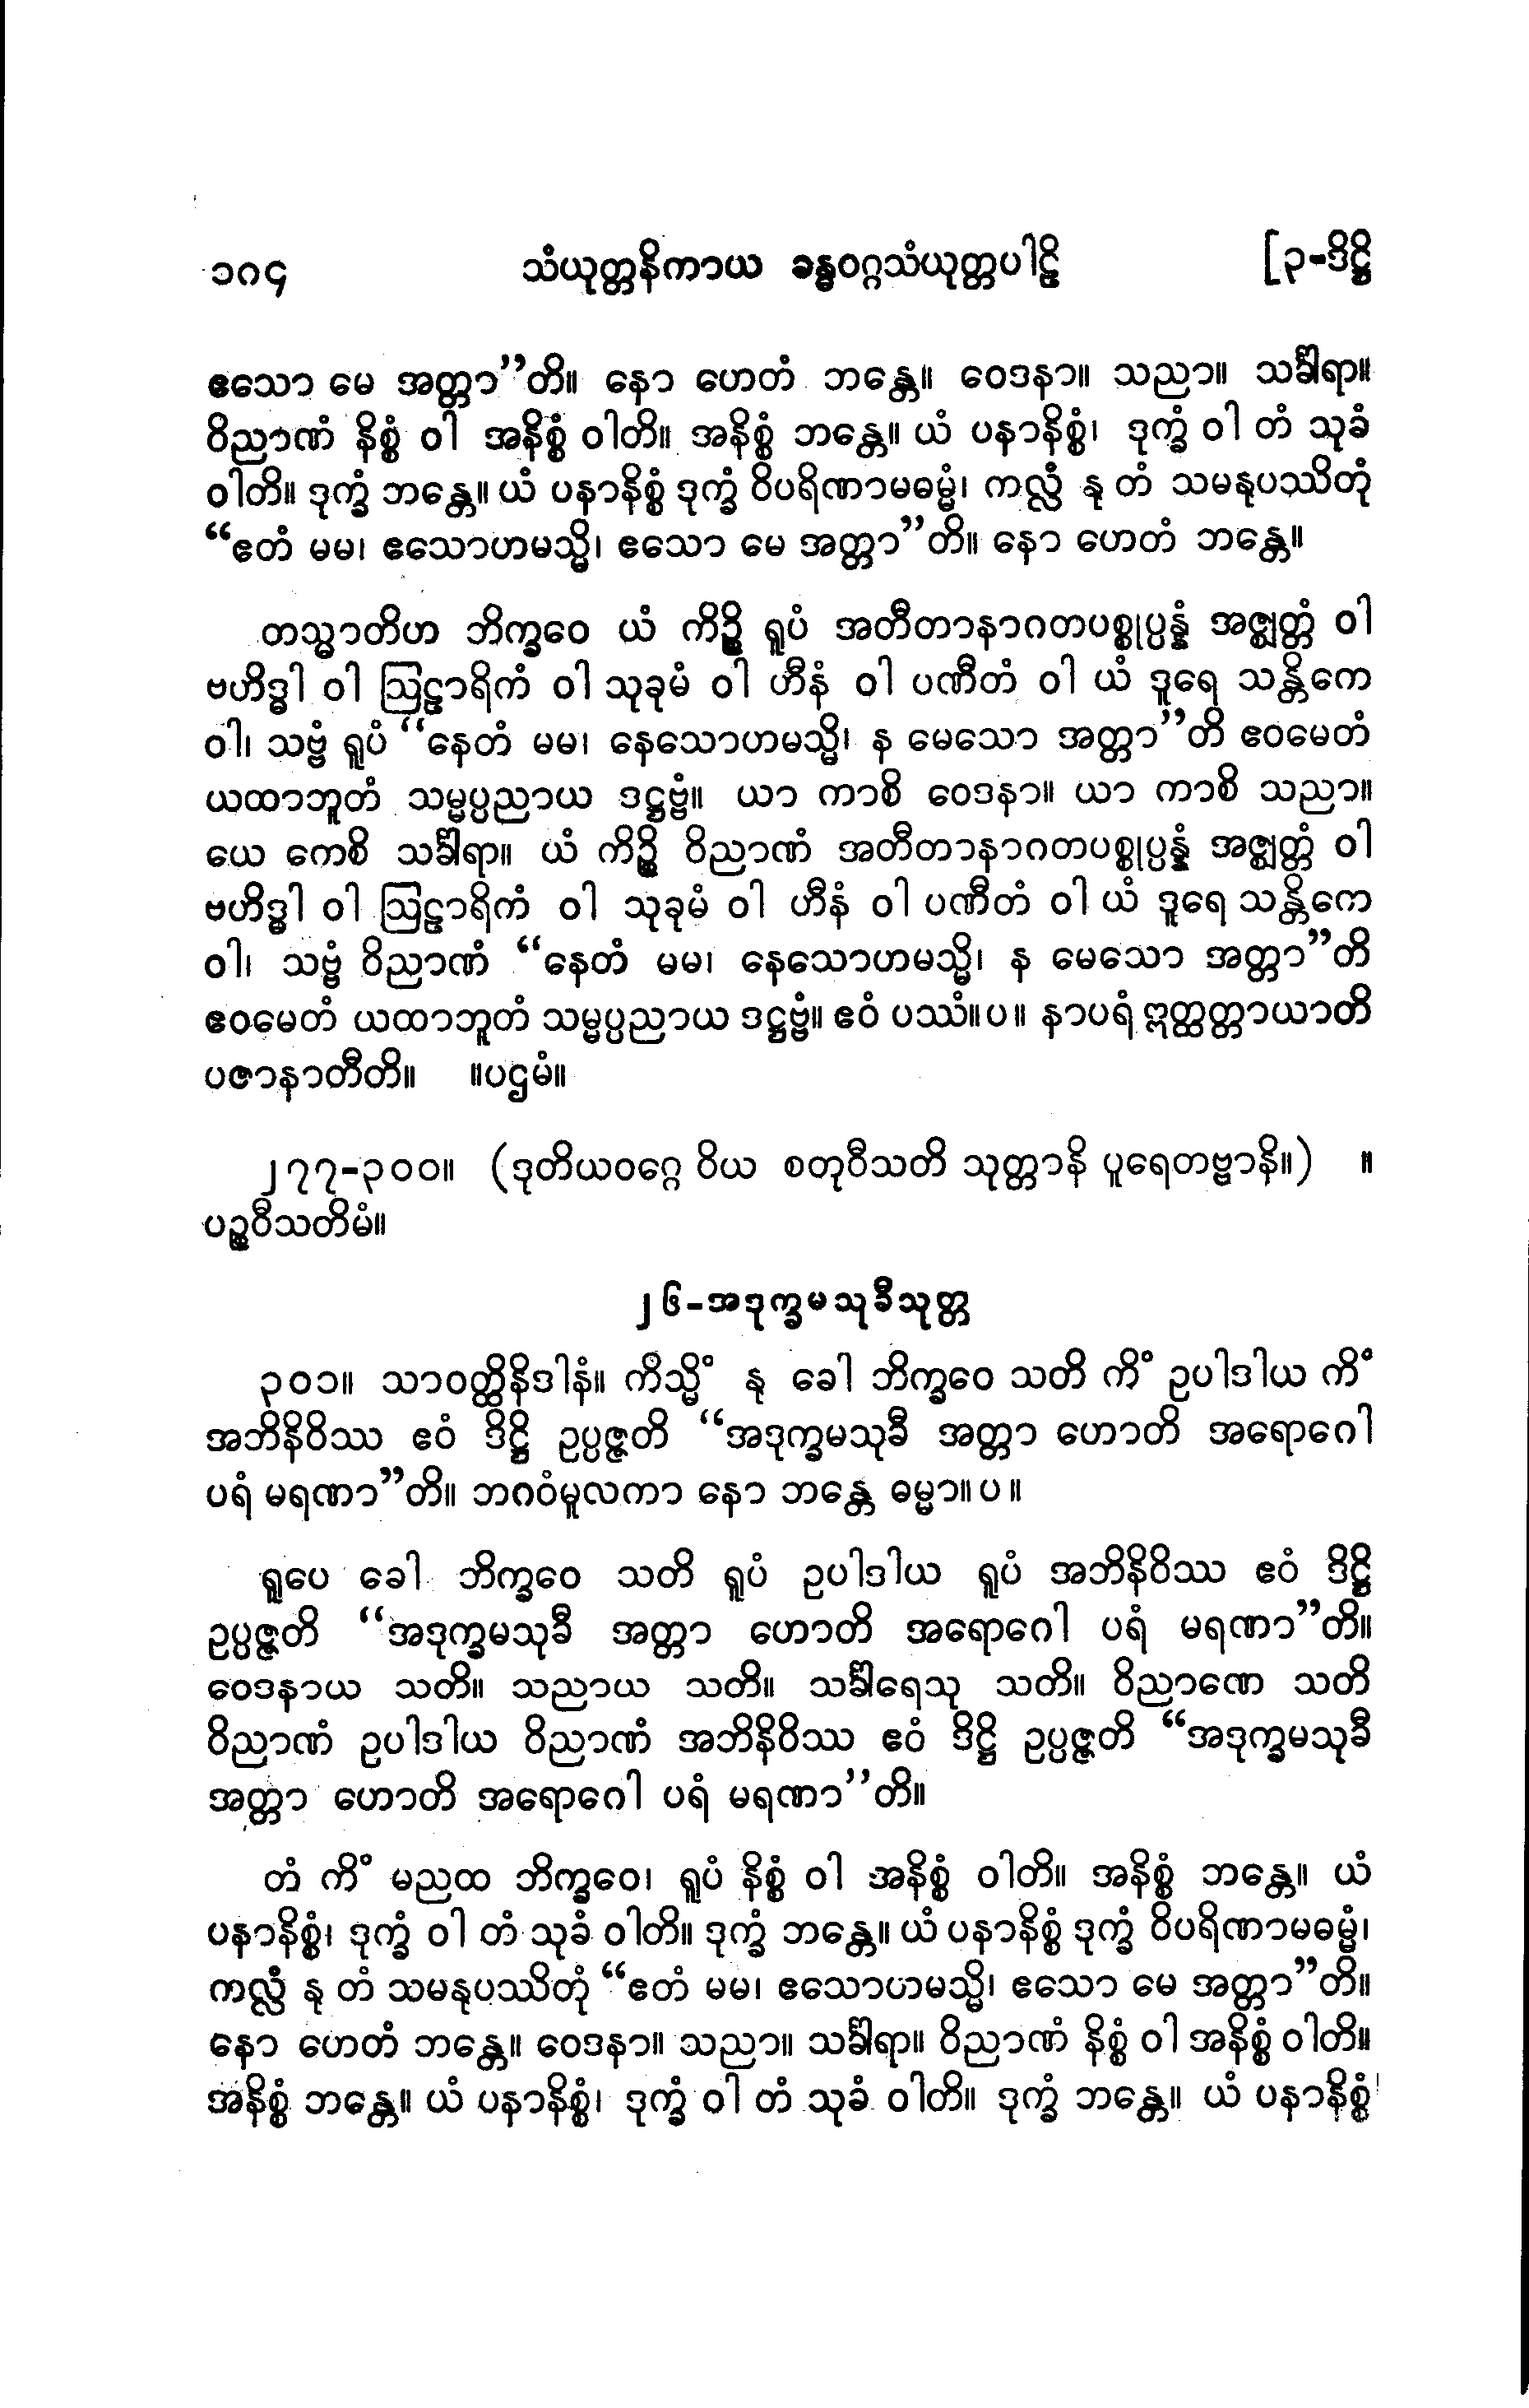 ၁၈၄ သံယုတ္တနိကာယ ခန္ဓဝဂ္ဂသံယုတ္တပါဠိ [၃-ဒိဋ္ဌိ
ဧသော မေ အတ္တာ”တိ။ နော ဟေတံ ဘန္တေ။ ဝေဒနာ။ သညာ။ သင်္ခါရာ။
ဝိညာဏံ နိစ္စံ ဝါ အနိစ္စံ ဝါတိ။ အနိစ္စံ ဘန္တေ။ ယံ ပနာနိစ္စံ၊ ဒုက္ခံ ဝါ တံ သုခံ
ဝါတိ။ ဒုက္ခံ ဘန္တေ။ ယံ ပနာနိစ္စံ ဒုက္ခံ ဝိပရိဏာမဓမ္မံ၊ ကလ္လံ နု တံ သမနုပဿိတုံ
“ဧတံ မမ၊ ဧသောဟမသ္မိ၊ ဧသော မေ အတ္တာ”တိ။ နော ဟေတံ ဘန္တေ။
တသ္မာတိဟ ဘိက္ခဝေ ယံ ကိဉ္စိ ရူပံ အတီတာနာဂတပစ္စုပ္ပန္နံ အဇ္ဈတ္တံ ဝါ
ဗဟိဒ္ဓါ ဝါ ဩဠာရိကံ ဝါ သုခုမံ ဝါ ဟီနံ ဝါ ပဏီတံ ဝါ ယံ ဒူရေ သန္တိကေ
ဝါ၊ သဗ္ဗံ ရူပံ “နေတံ မမ၊ နေသောဟမသ္မိ၊ န မေသော အတ္တာ”တိ ဧဝမေတံ
ယထာဘူတံ သမ္မပ္ပညာယ ဒဋ္ဌဗ္ဗံ။ ယာ ကာစိ ဝေဒနာ။ ယာ ကာစိ သညာ။
ယေ ကေစိ သင်္ခါရာ။ ယံ ကိဉ္စိ ဝိညာဏံ အတီတာနာဂတပစ္စုပ္ပန္နံ အဇ္ဈတ္တံ ဝါ
ဗဟိဒ္ဓါ ဝါ ဩဠာရိကံ ဝါ သုခုမံ ဝါ ဟီနံ ဝါ ပဏီတံ ဝါ ယံ ဒူရေ သန္တိကေ
ဝါ၊ သဗ္ဗံ ဝိညာဏံ “နေတံ မမ၊ နေသောဟမသ္မိ၊ န မေသော အတ္တာ”တိ
ဧဝမေတံ ယထာဘူတံ သမ္မပ္ပညာယ ဒဋ္ဌဗ္ဗံ။ ဧဝံ ပဿံ။ပ။ နာပရံ ဣတ္ထတ္တာယာတိ
ပဇာနာတီတိ။ ။ပဌမံ။
၂၇၇-၃၀၀။ (ဒုတိယဝဂ္ဂေ ဝိယ စတုဝီသတိ သုတ္တာနိ ပူရေတဗ္ဗာနိ။) ။
ပဉ္စဝီသတိမံ။
၂၆-အဒုက္ခမသုခီသုတ္တ
၃၀၁။ သာဝတ္ထိနိဒါနံ။ ကိသ္မိံ နု ခေါ ဘိက္ခဝေ သတိ ကိံ ဥပါဒါယ ကိံ
အဘိနိဝိဿ ဧဝံ ဒိဋ္ဌိ ဥပ္ပဇ္ဇတိ “အဒုက္ခမသုခီ အတ္တာ ဟောတိ အရောဂေါ
ပရံ မရဏာ”တိ။ ဘဂဝံမူလကာ နော ဘန္တေ ဓမ္မာ။ပ။
ရူပေ ခေါ ဘိက္ခဝေ သတိ ရူပံ ဥပါဒါယ ရူပံ အဘိနိဝိဿ ဧဝံ ဒိဋ္ဌိ
ဥပ္ပဇ္ဇတိ “အဒုက္ခမသုခီ အတ္တာ ဟောတိ အရောဂေါ ပရံ မရဏာ”တိ။
ဝေဒနာယ သတိ။ သညာယ သတိ။ သင်္ခါရေသု သတိ။ ဝိညာဏေ သတိ
ဝိညာဏံ ဥပါဒါယ ဝိညာဏံ အဘိနိဝိဿ ဧဝံ ဒိဋ္ဌိ ဥပ္ပဇ္ဇတိ “အဒုက္ခမသုခီ
အတ္တာ ဟောတိ အရောဂေါ ပရံ မရဏာ”တိ။
တံ ကိံ မညထ ဘိက္ခဝေ၊ ရူပံ နိစ္စံ ဝါ အနိစ္စံ ဝါတိ။ အနိစ္စံ ဘန္တေ။ ယံ
ပနာနိစ္စံ၊ ဒုက္ခံ ဝါ တံ သုခံ ဝါတိ။ ဒုက္ခံ ဘန္တေ။ ယံ ပနာနိစ္စံ ဒုက္ခံ ဝိပရိဏာမဓမ္မံ၊
ကလ္လံ နု တံ သမနုပဿိတုံ “ဧတံ မမ၊ ဧသောဟမသ္မိ၊ ဧသော မေ အတ္တာ”တိ။
နော ဟေတံ ဘန္တေ။ ဝေဒနာ။ သညာ။ သင်္ခါရာ။ ဝိညာဏံ နိစ္စံ ဝါ အနိစ္စံ ဝါတိ။
အနိစ္စံ ဘန္တေ။ ယံ ပနာနိစ္စံ၊ ဒုက္ခံ ဝါ တံ သုခံ ဝါတိ။ ဒုက္ခံ ဘန္တေ။ ယံ ပနာနိစ္စံ